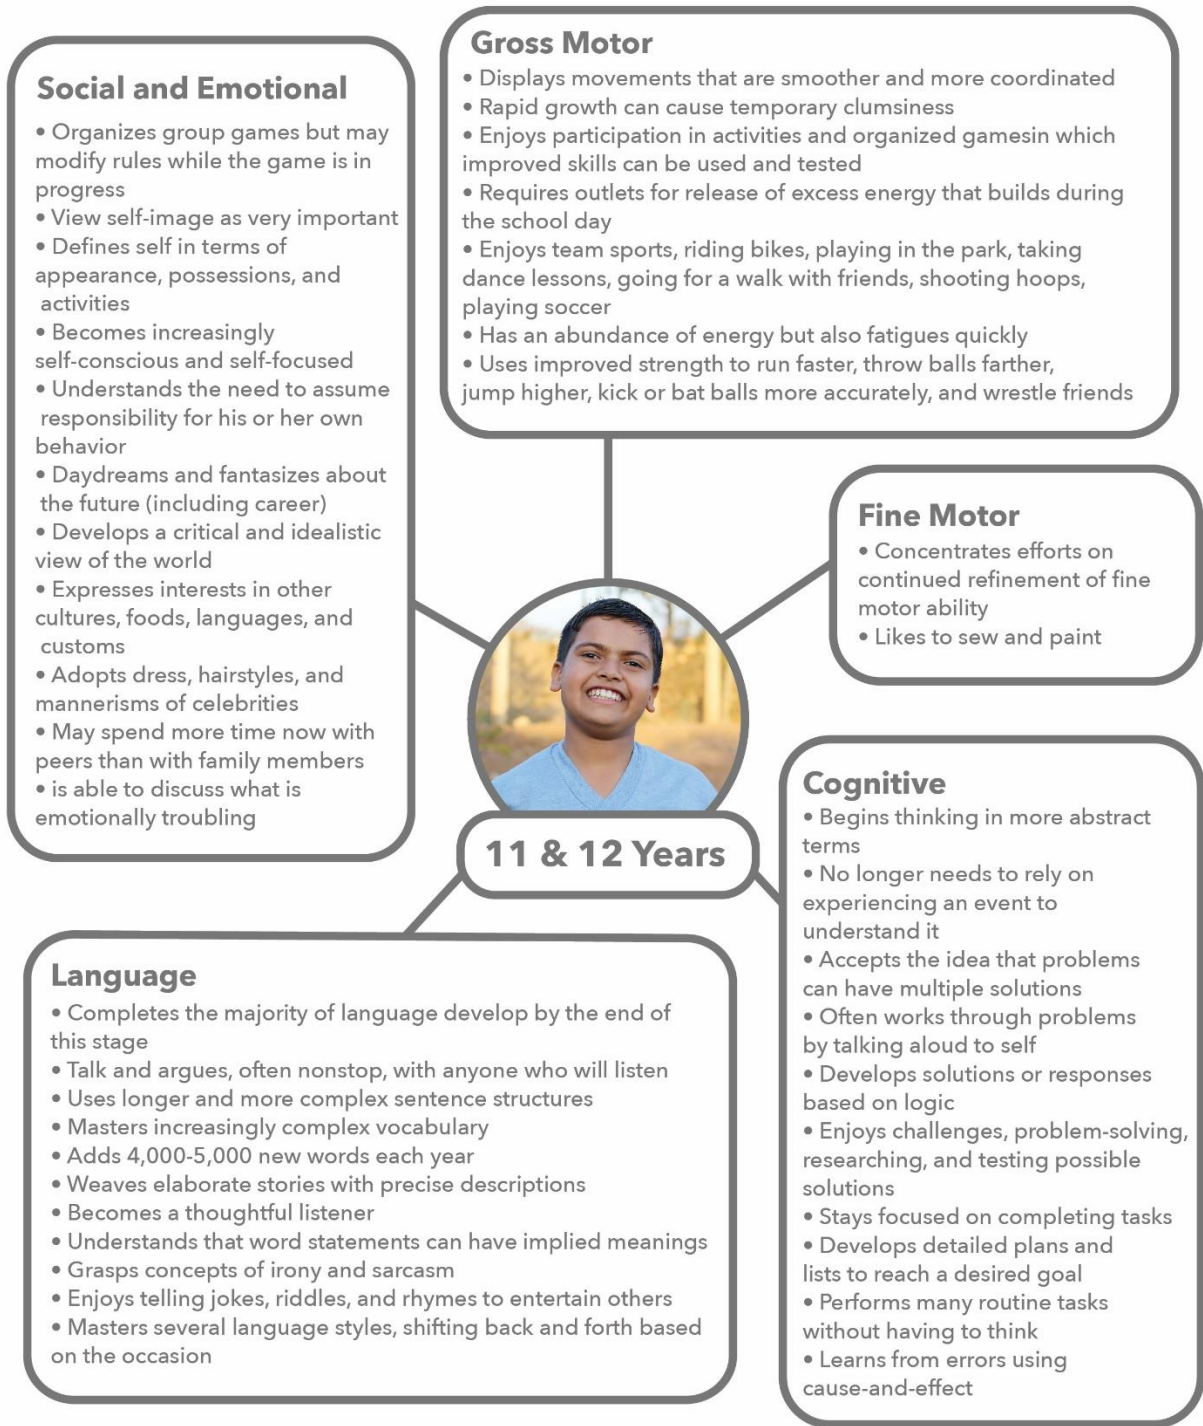 Social and Emotional
• Organizes group games but may
modify rules while the game is in
progress
• View self-image as very important
• Defines self in terms of
appearance, possessions, and
activities
• Becomes increasingly
self-conscious and self-focused
• Understands the need to assume
responsibility for his or her own
behavior
• Daydreams and fantasizes about
the future (including career)
• Develops a critical and idealistic
view of the world
• Expresses interests in other
cultures, foods, languages, and
customs
• Adopts dress, hairstyles, and
mannerisms of celebrities
• May spend more time now with
peers than with family members
• is able to discuss what is
emotionally troubling
Gross Motor
• Displays movements that are smoother and more coordinated
• Rapid growth can cause temporary clumsiness
• Enjoys participation in activities and organized gamesin which
improved skills can be used and tested
• Requires outlets for release of excess energy that builds during
the school day
• Enjoys team sports, riding bikes, playing in the park, taking
dance lessons, going for a walk with friends, shooting hoops,
playing soccer
• Has an abundance of energy but also fatigues quickly
• Uses improved strength to run faster, throw balls farther,
jump higher, kick or bat balls more accurately, and wrestle friends
Fine Motor
• Concentrates efforts on
continued refinement of fine
motor ability
• Likes to sew and paint
11 & 12 Years
Cognitive
• Begins thinking in more abstract
terms
• No longer needs to rely on
experiencing an event to
understand it
• Accepts the idea that problems
can have multiple solutions
• Often works through problems
by talking aloud to self
• Develops solutions or responses
based on logic
• Enjoys challenges, problem-solving,
researching, and testing possible
solutions
• Stays focused on completing tasks
• Develops detailed plans and
lists to reach a desired goal
• Performs many routine tasks
without having to think
• Learns from errors using
cause-and-effect
Language
• Completes the majority of language develop by the end of
this stage
• Talk and argues, often nonstop, with anyone who will listen
• Uses longer and more complex sentence structures
• Masters increasingly complex vocabulary
• Adds 4,000-5,000 new words each year
• Weaves elaborate stories with precise descriptions
• Becomes a thoughtful listener
• Understands that word statements can have implied meanings
• Grasps concepts of irony and sarcasm
• Enjoys telling jokes, riddles, and rhymes to entertain others
• Masters several language styles, shifting back and forth based
on the occasion